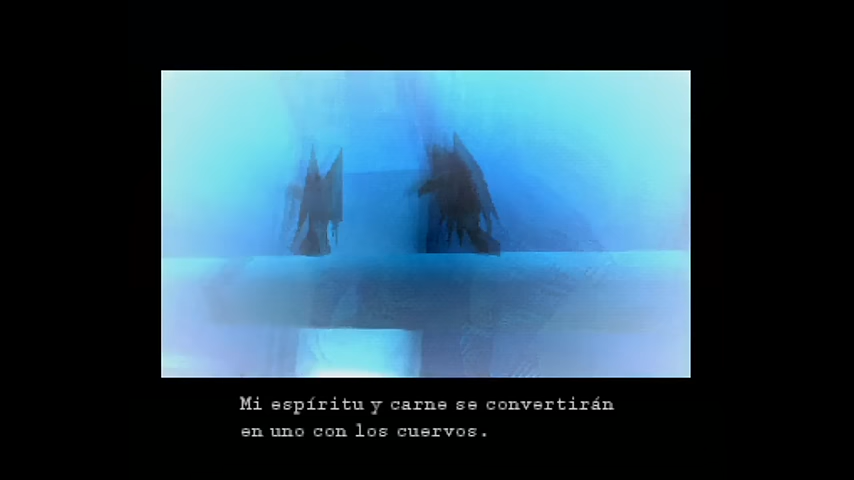 Mi espíritu y carne se convertirán
en uno con los cuervos.